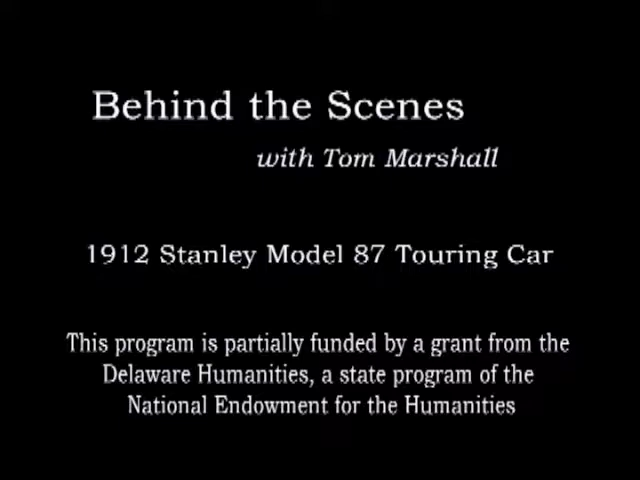 Behind the Scenes
with Tom Marshall
1912 Stanley Model 87 Touring Car
This program is partially funded by a grant from the
Delaware Humanities, a state program of the
National Endowment for the Humanities